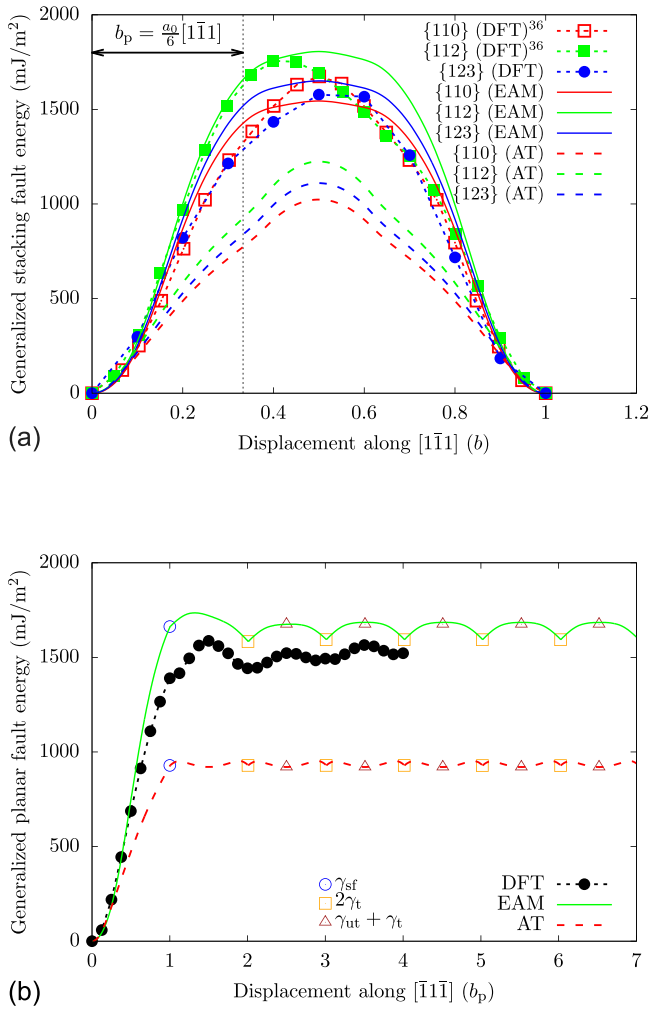 b_p = a_0/6 [11̄1]
{110} (DFT)^36
{112} (DFT)^36
{123} (DFT)
{110} (EAM)
{112} (EAM)
{123} (EAM)
{110} (AT)
{112} (AT)
{123} (AT)
Generalized stacking fault energy (mJ/m²)
2000
1500
1000
500
0
0 0.2 0.4 0.6 0.8 1 1.2
Displacement along [11̄1] (b)
(a)
Generalized planar fault energy (mJ/m²)
2000
1500
1000
500
0
γ_sf
2γ_t
γ_ut + γ_t
DFT
EAM
AT
0 1 2 3 4 5 6 7
Displacement along [1̄11̄] (b_p)
(b)